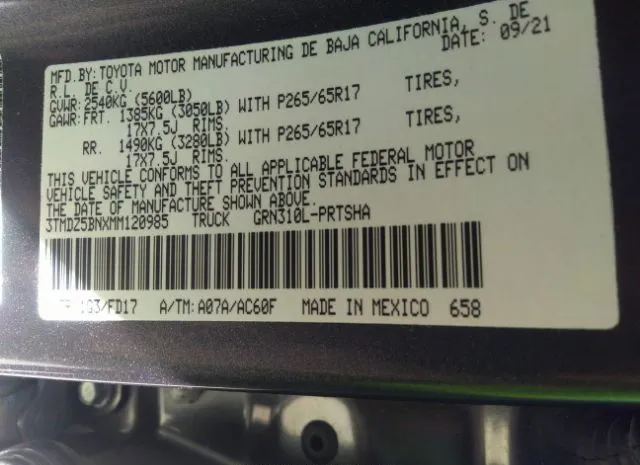 MFD.BY: TOYOTA MOTOR MANUFACTURING DE BAJA CALIFORNIA, S. DE
R.L. DE C.V. DATE: 09/21
GVWR: 2540KG (5600LB)
GAWR: FRT. 1385KG (3050LB) WITH P265/65R17 TIRES,
17X7.5J RIMS.
RR. 1490KG (3280LB) WITH P265/65R17 TIRES,
17X7.5J RIMS.
THIS VEHICLE CONFORMS TO ALL APPLICABLE FEDERAL MOTOR
VEHICLE SAFETY AND THEFT PREVENTION STANDARDS IN EFFECT ON
THE DATE OF MANUFACTURE SHOWN ABOVE.
3TMDZ5BNXMM120985 TRUCK GRN310L-PRTSHA
1G3/FD17 A/TM: A07A/AC60F MADE IN MEXICO 658